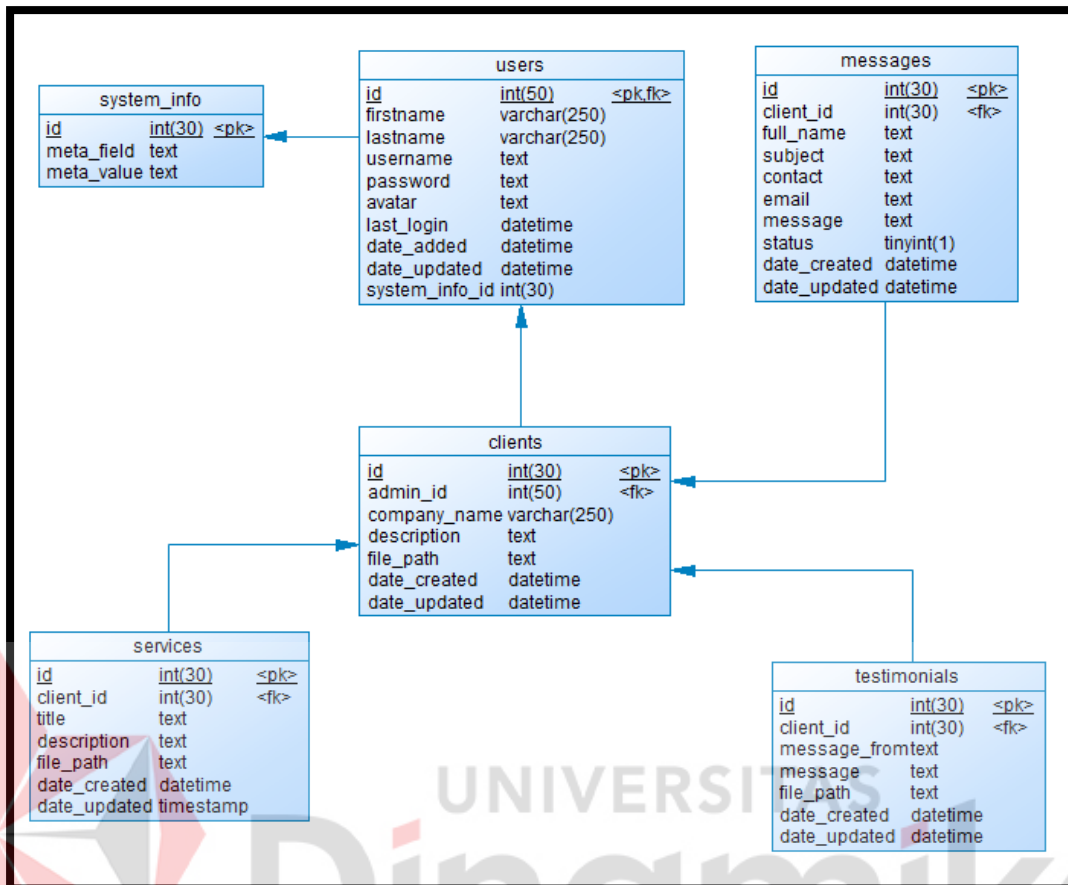 system_info
id int(30) <pk>
meta_field text
meta_value text
users
id int(50) <pk,fk>
firstname varchar(250)
lastname varchar(250)
username text
password text
avatar text
last_login datetime
date_added datetime
date_updated datetime
system_info_id int(30)
messages
id int(30) <pk>
client_id int(30) <fk>
full_name text
subject text
contact text
email text
message text
status tinyint(1)
date_created datetime
date_updated datetime
clients
id int(30) <pk>
admin_id int(50) <fk>
company_name varchar(250)
description text
file_path text
date_created datetime
date_updated datetime
services
id int(30) <pk>
client_id int(30) <fk>
title text
description text
file_path text
date_created datetime
date_updated timestamp
testimonials
id int(30) <pk>
client_id int(30) <fk>
message_from text
message text
file_path text
date_created datetime
date_updated datetime
UNIVERSITAS
Dinamika